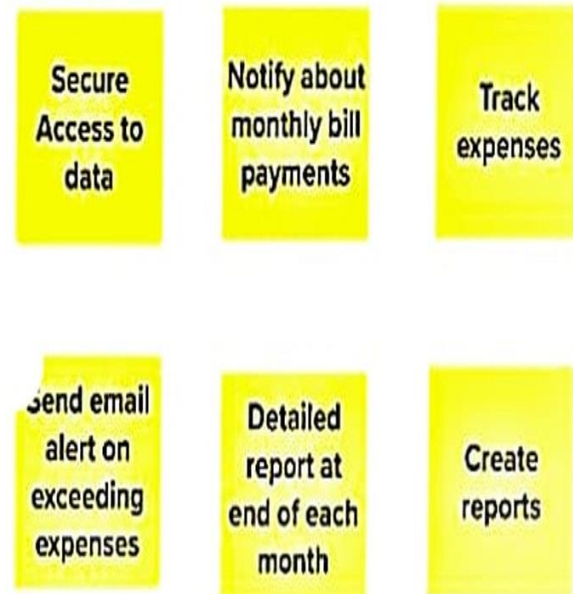 Secure
Access to
data
Notify about
monthly bill
payments
Track
expenses
Send email
alert on
exceeding
expenses
Detailed
report at
end of each
month
Create
reports